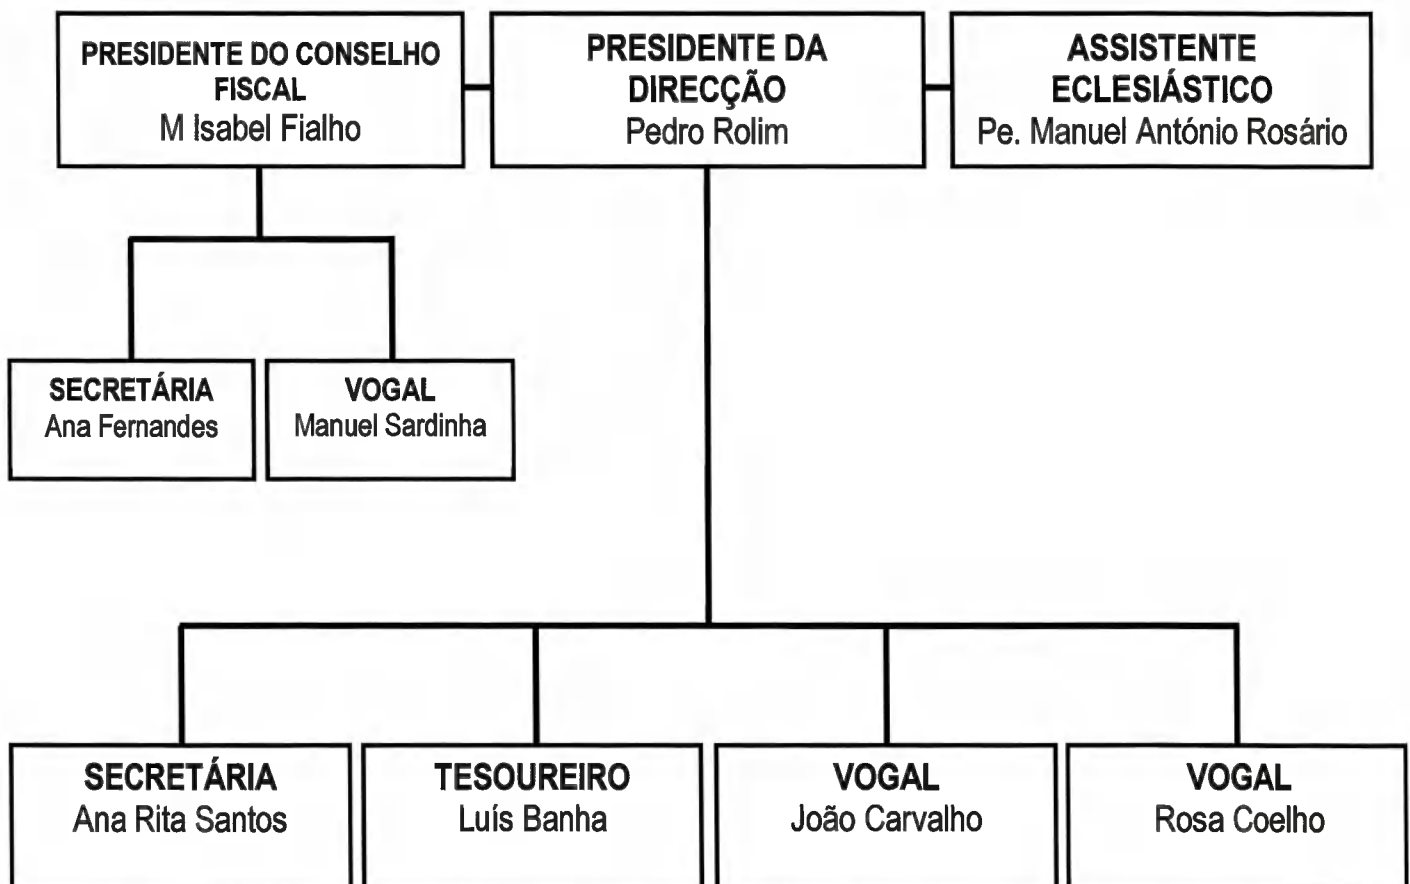 PRESIDENTE DO CONSELHO
FISCAL
M Isabel Fialho
PRESIDENTE DA
DIRECÇÃO
Pedro Rolim
ASSISTENTE
ECLESIÁSTICO
Pe. Manuel António Rosário
SECRETÁRIA
Ana Fernandes
VOGAL
Manuel Sardinha
SECRETÁRIA
Ana Rita Santos
TESOUREIRO
Luís Banha
VOGAL
João Carvalho
VOGAL
Rosa Coelho